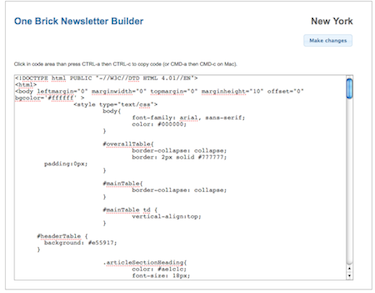 One Brick Newsletter Builder
New York
Make changes
Click in code area than press CTRL-a then CTRL-c to copy code (or CMD-a then CMD-c on Mac).
<!DOCTYPE html PUBLIC "-//W3C//DTD HTML 4.01//EN">
<html>
<body leftmargin="0" marginwidth="0" topmargin="0" marginheight="10" offset="0"
bgcolor='#ffffff' >
<style type="text/css">
body{
font-family: arial, sans-serif;
color: #000000;
}
#overallTable{
border-collapse: collapse;
border: 2px solid #777777;
padding:0px;
}
#mainTable{
border-collapse: collapse;
}
#mainTable td {
vertical-align:top;
}
#headerTable {
background: #e55917;
}
.articleSectionHeading{
color: #a1c1c;
font-size: 18px;